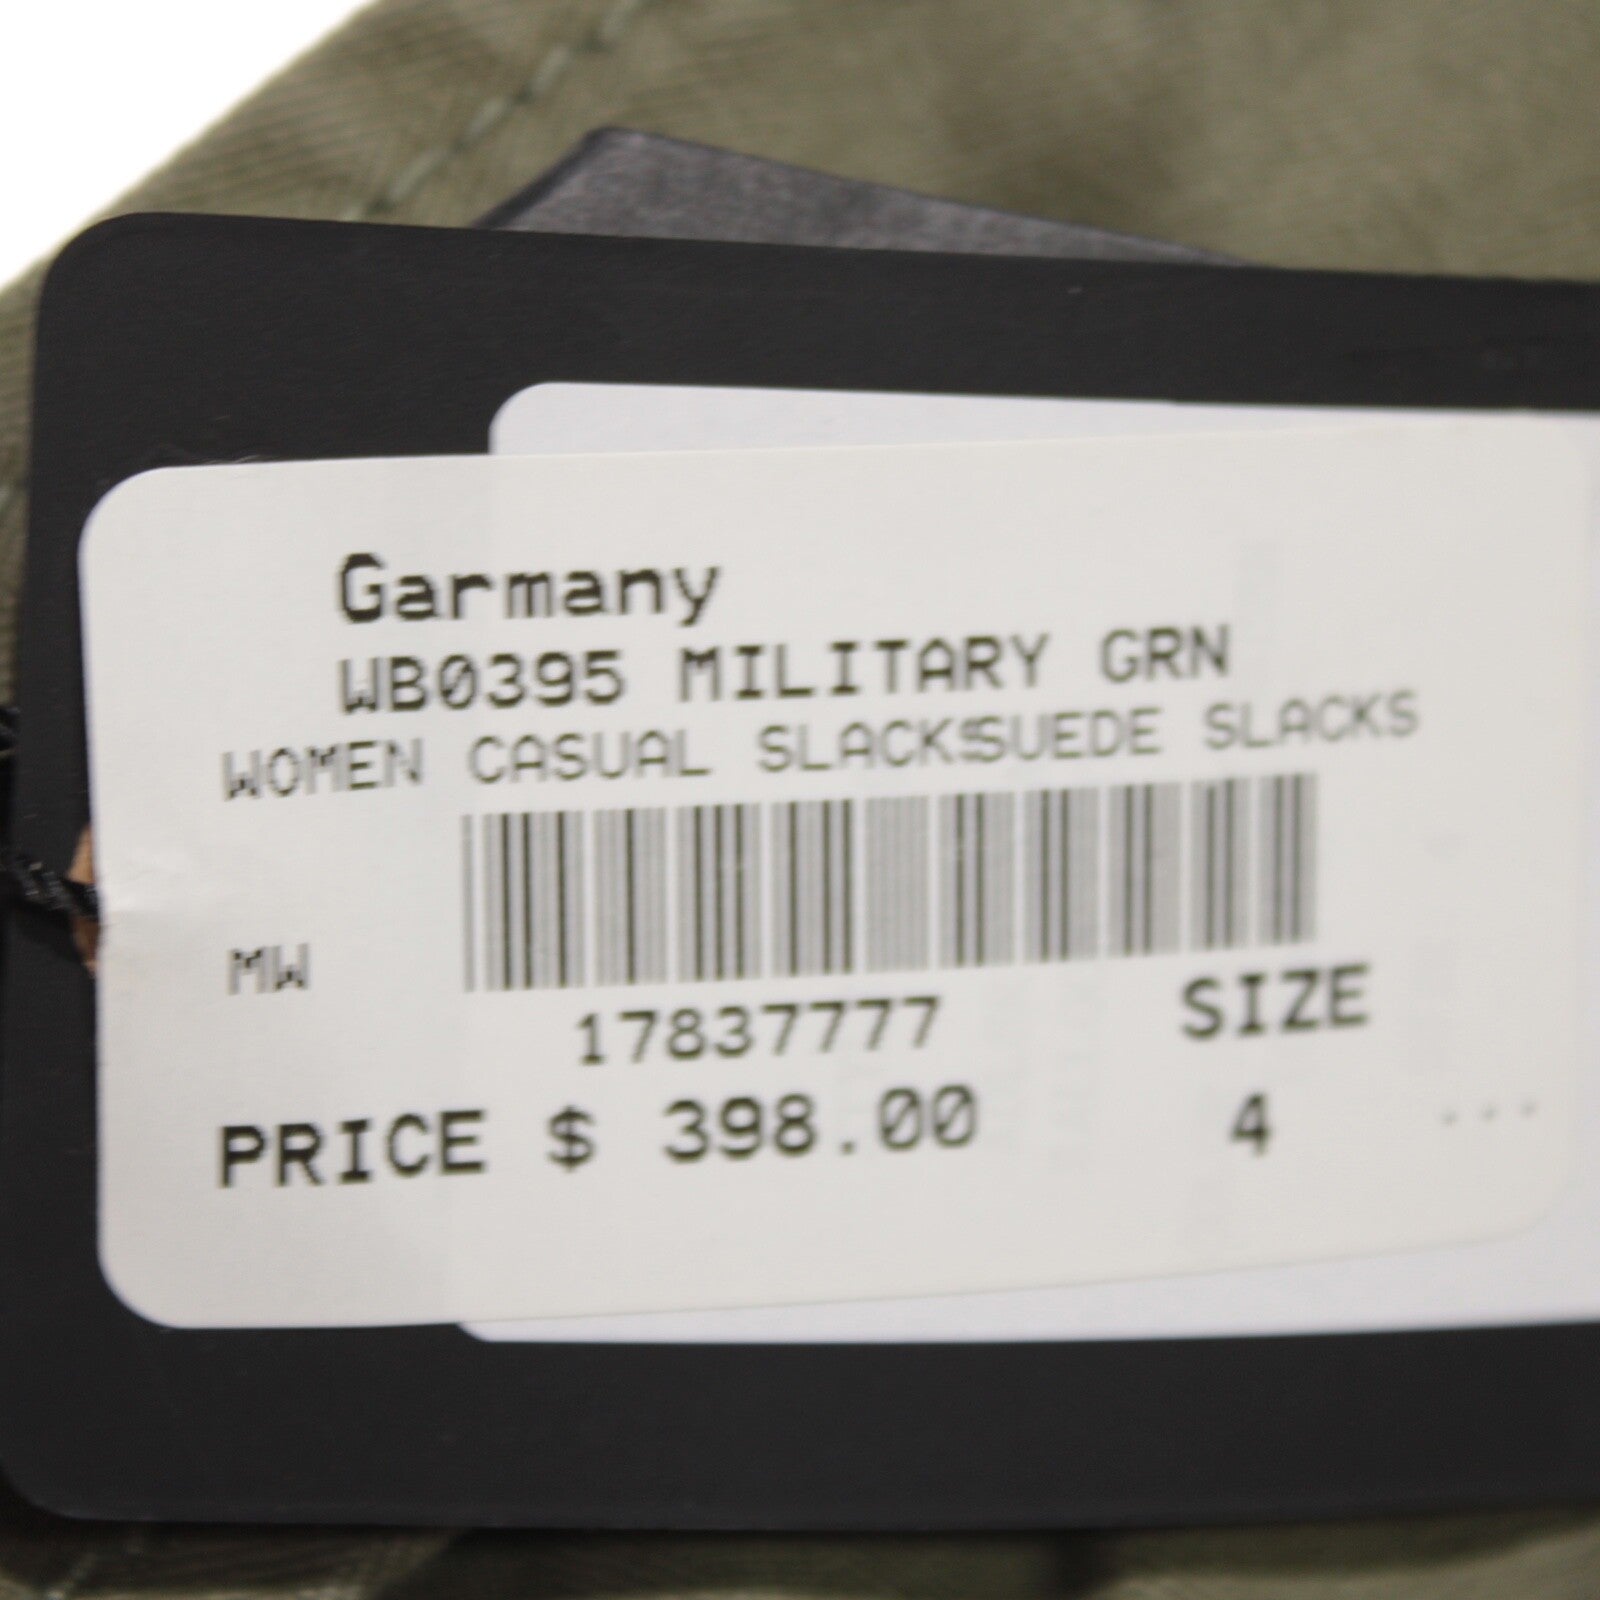 Garmany
WB0395 MILITARY GRN
WOMEN CASUAL SLACKSSUEDE SLACKS
MW
17837777
SIZE
PRICE $ 398.00
4
...